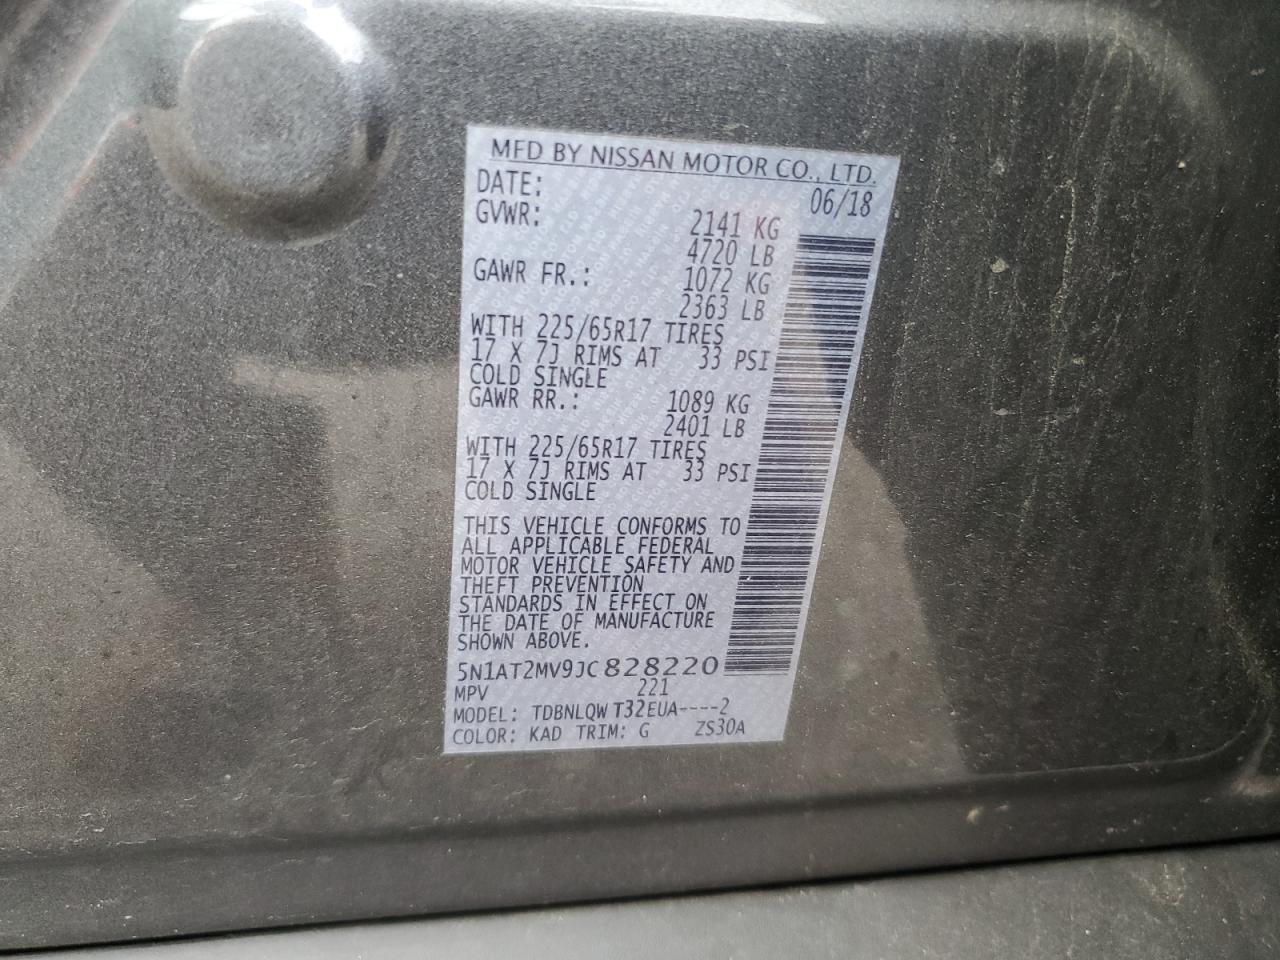 MFD BY NISSAN MOTOR CO., LTD.
DATE: 06/18
GVWR: 2141 KG
4720 LB
GAWR FR.: 1072 KG
2363 LB
WITH 225/65R17 TIRES
17 X 7J RIMS AT 33 PSI
COLD SINGLE
GAWR RR.: 1089 KG
2401 LB
WITH 225/65R17 TIRES
17 X 7J RIMS AT 33 PSI
COLD SINGLE
THIS VEHICLE CONFORMS TO
ALL APPLICABLE FEDERAL
MOTOR VEHICLE SAFETY AND
THEFT PREVENTION
STANDARDS IN EFFECT ON
THE DATE OF MANUFACTURE
SHOWN ABOVE.
5N1AT2MV9JC828220
MPV 221
MODEL: TDBNLQWT32EUA----2
COLOR: KAD TRIM: G ZS30A